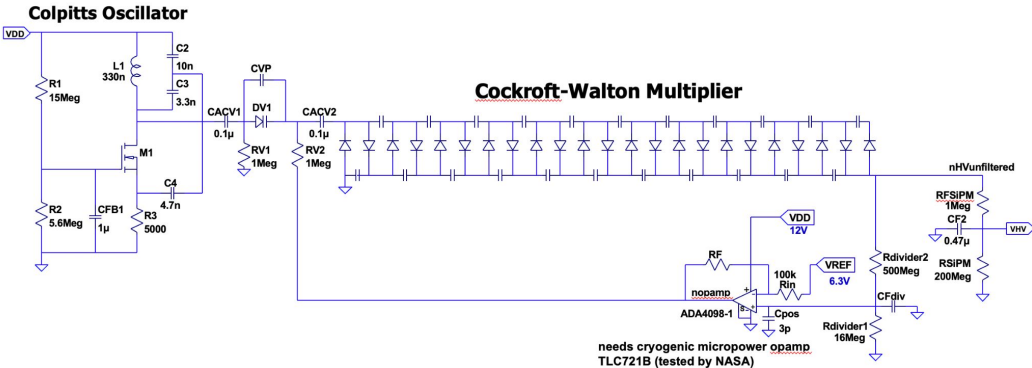 Colpitts Oscillator
VDD
L1
330n
C2
10n
C3
3.3n
R1
15Meg
M1
C4
4.7n
R2
5.6Meg
CFB1
1µ
R3
5000
CACV1
0.1µ
CVP
DV1
RV1
1Meg
CACV2
0.1µ
RV2
1Meg
Cockroft-Walton Multiplier
nHVunfiltered
RFSiPM
1Meg
CF2
0.47µ
VHV
RSiPM
200Meg
Rdivider2
500Meg
CFdiv
Rdivider1
16Meg
VDD
12V
RF
100k
Rin
VREF
6.3V
nopamp
ADA4098-1
Cpos
3p
needs cryogenic micropower opamp
TLC721B (tested by NASA)